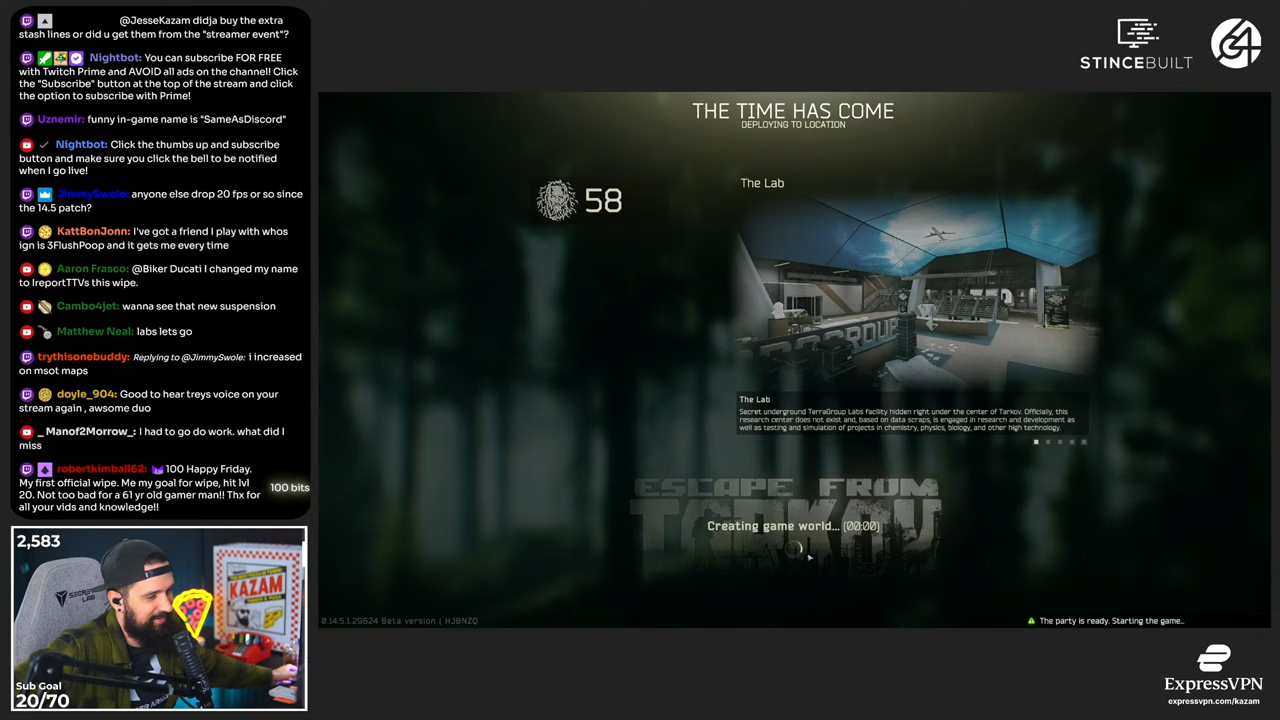 @JesseKazam didja buy the extra
stash lines or did u get them from the "streamer event"?
Nightbot: You can subscribe FOR FREE
with Twitch Prime and AVOID all ads on the channel! Click
the "Subscribe" button at the top of the stream and click
the option to subscribe with Prime!
Uznemir: funny in-game name is "SameAsDiscord"
Nightbot: Click the thumbs up and subscribe
button and make sure you click the bell to be notified
when I go live!
JimmySwole: anyone else drop 20 fps or so since
the 14.5 patch?
KattBonJonn: I've got a friend I play with whos
ign is 3FlushPoop and it gets me every time
Aaron Frasco: @Biker Ducati I changed my name
to IreportTTVs this wipe.
Cambo4jet: wanna see that new suspension
Matthew Neal: labs lets go
trythisonebuddy: Replying to @JimmySwole: i increased
on msot maps
doyle_904: Good to hear treys voice on your
stream again , awsome duo
_Manof2Morrow_: I had to go do work. what did I
miss
robertkimball62: 100 Happy Friday.
My first official wipe. Me my goal for wipe, hit lvl
20. Not too bad for a 61 yr old gamer man!! Thx for
all your vids and knowledge!!
100 bits
2,583
SECRETLAB
KAZAM
Sub Goal
20/70
THE TIME HAS COME
DEPLOYING TO LOCATION
58
The Lab
The Lab
Secret underground TerraGroup Labs facility hidden right under the center of Tarkov. Officially, this
research center does not exist and, based on data scraps, is engaged in research and development as
well as testing and simulation of projects in chemistry, physics, biology, and other high technology.
ESCAPE FROM
TARKOV
Creating game world... (00:00)
0.14.5.1.29624 Beta version | HJBNZQ
The party is ready. Starting the game...
STINCEBUILT
G4
ExpressVPN
expressvpn.com/kazam